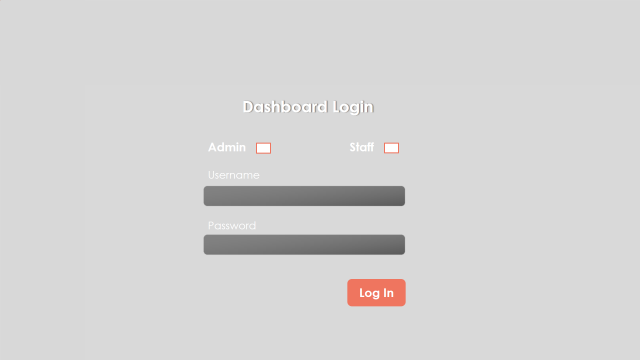 Dashboard Login
Admin Staff
Username
Password
Log In